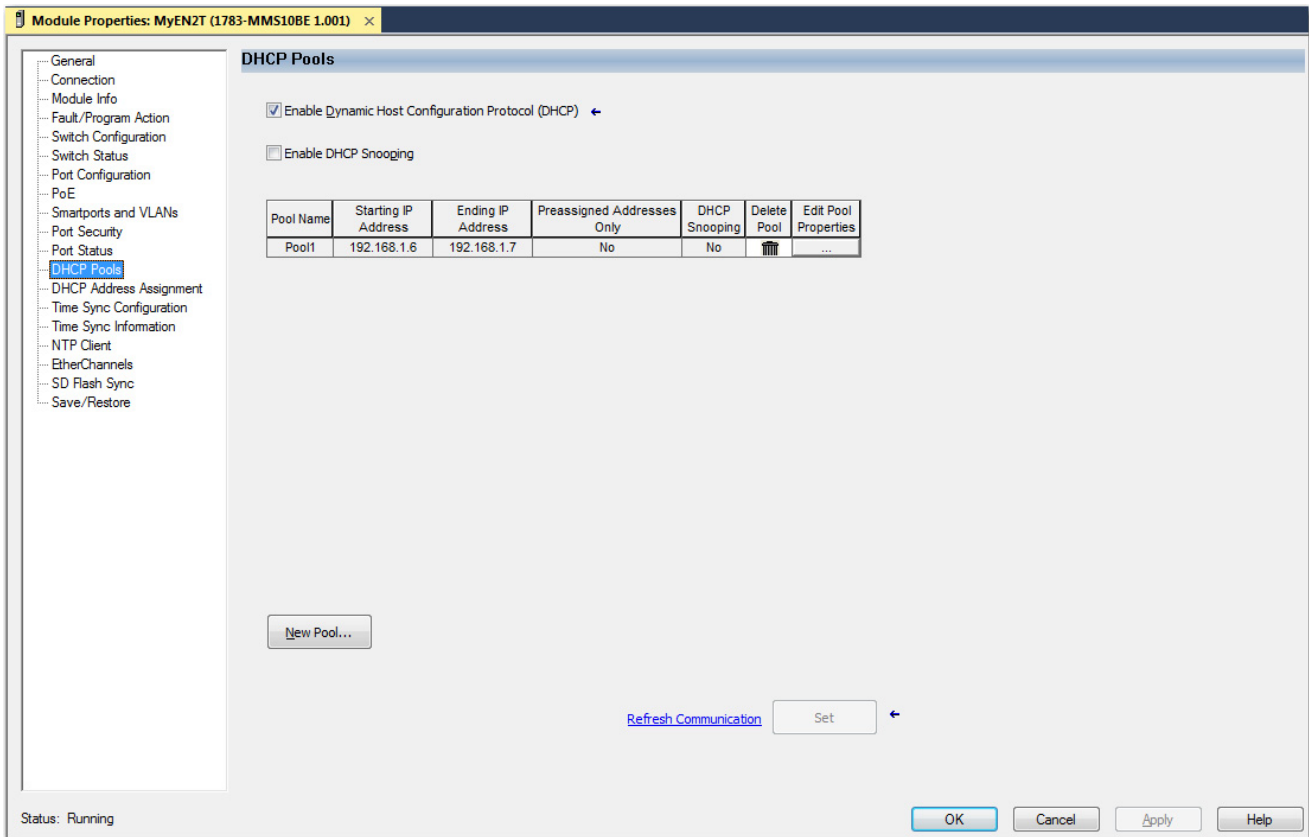 Module Properties: MyEN2T (1783-MMS10BE 1.001) ×
General
Connection
Module Info
Fault/Program Action
Switch Configuration
Switch Status
Port Configuration
PoE
Smartports and VLANs
Port Security
Port Status
DHCP Pools
DHCP Address Assignment
Time Sync Configuration
Time Sync Information
NTP Client
EtherChannels
SD Flash Sync
Save/Restore
DHCP Pools
Enable Dynamic Host Configuration Protocol (DHCP) ←
Enable DHCP Snooping
Pool Name Starting IP Address Ending IP Address Preassigned Addresses Only DHCP Snooping Delete Pool Edit Pool Properties
Pool1 192.168.1.6 192.168.1.7 No No ...
New Pool...
Refresh Communication Set ←
Status: Running OK Cancel Apply Help